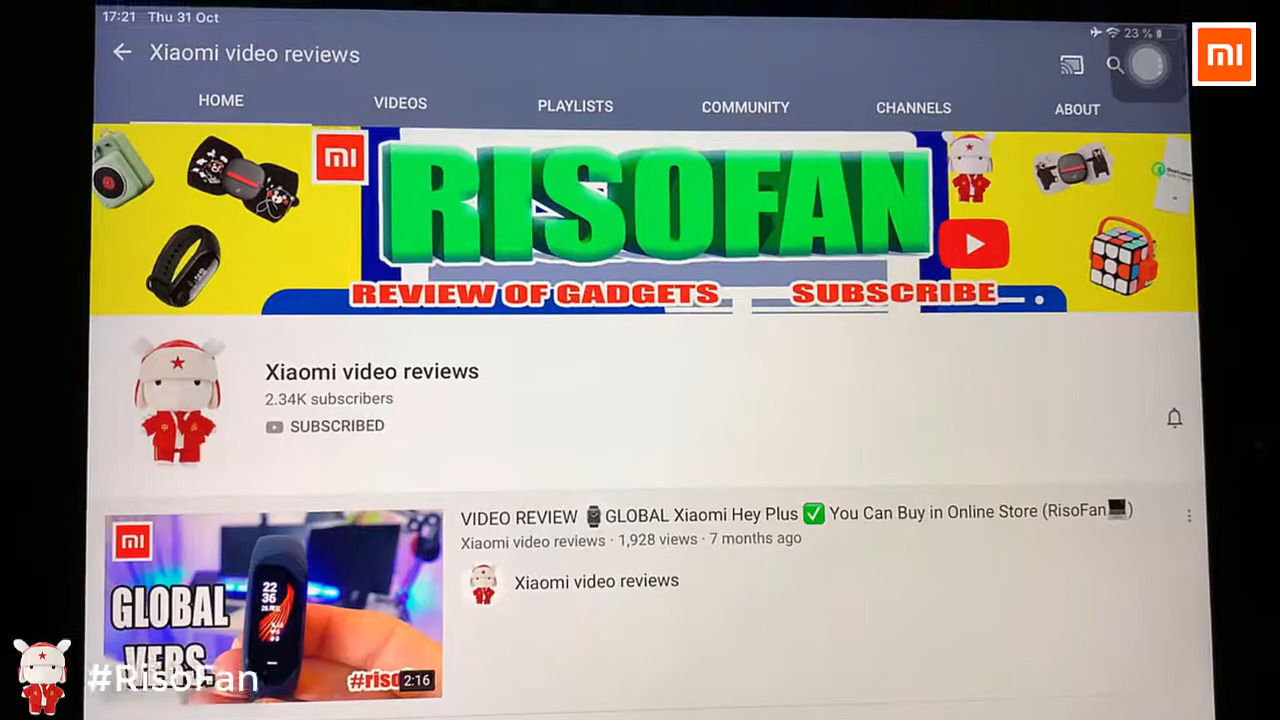 17:21 Thu 31 Oct
23 %
Xiaomi video reviews
HOME
VIDEOS
PLAYLISTS
COMMUNITY
CHANNELS
ABOUT
mi
mi
RISOFAN
REVIEW OF GADGETS
SUBSCRIBE
Xiaomi video reviews
2.34K subscribers
SUBSCRIBED
VIDEO REVIEW ⌚GLOBAL Xiaomi Hey Plus ✅ You Can Buy in Online Store (RisoFan💻)
Xiaomi video reviews · 1,928 views · 7 months ago
Xiaomi video reviews
mi
GLOBAL
VERS.
22
36
#riso
2:16
#RisoFan